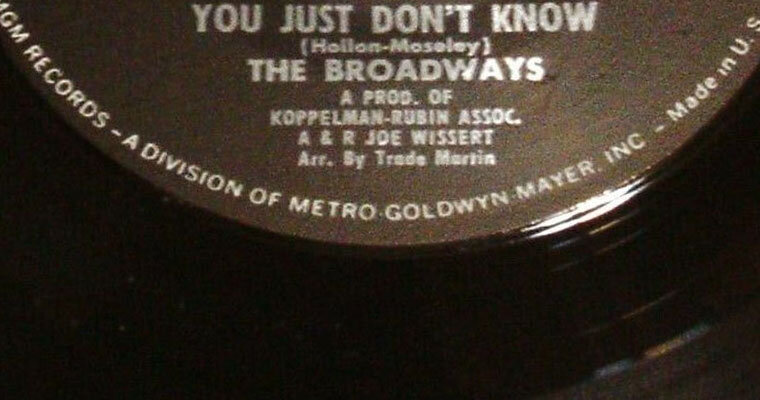 YOU JUST DON'T KNOW
(Hollon-Moseley)
THE BROADWAYS
A PROD. OF
KOPPELMAN-RUBIN ASSOC.
A & R JOE WISSERT
Arr. By Trade Martin
MGM RECORDS - A DIVISION OF METRO-GOLDWYN-MAYER, INC - Made in U. S.